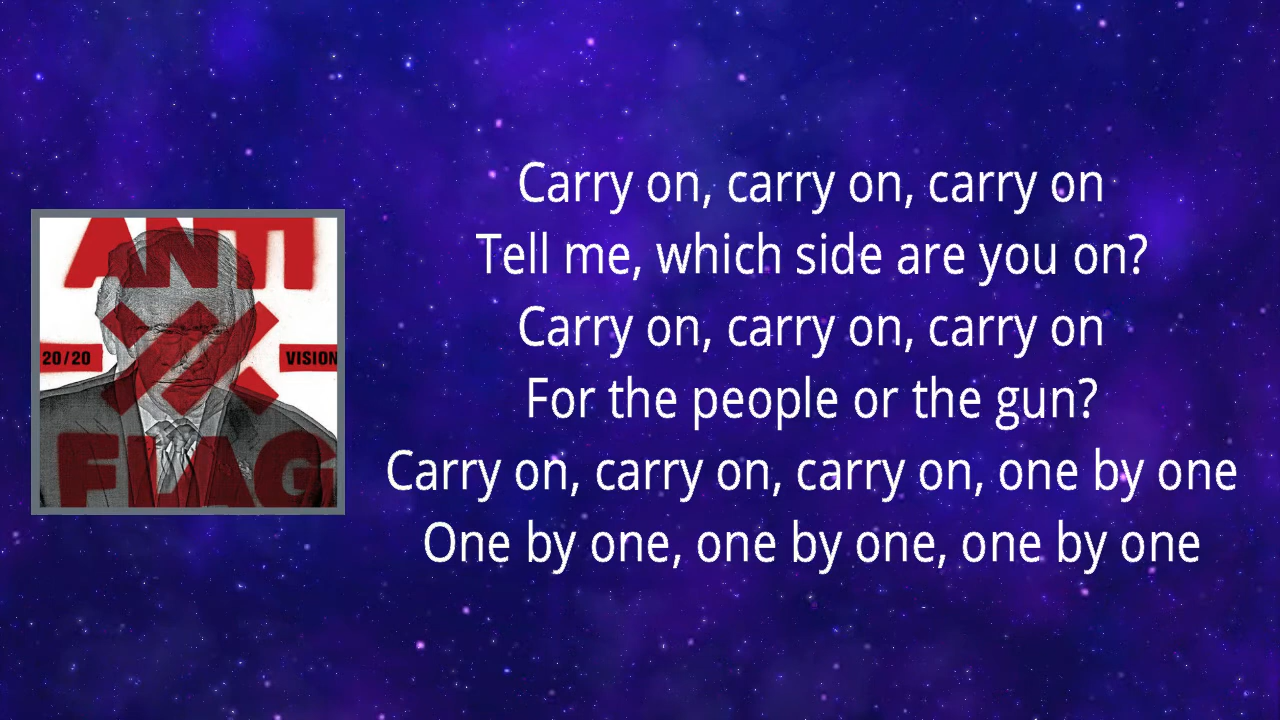 ANTI
20/20
VISION
FLAG
Carry on, carry on, carry on
Tell me, which side are you on?
Carry on, carry on, carry on
For the people or the gun?
Carry on, carry on, carry on, one by one
One by one, one by one, one by one